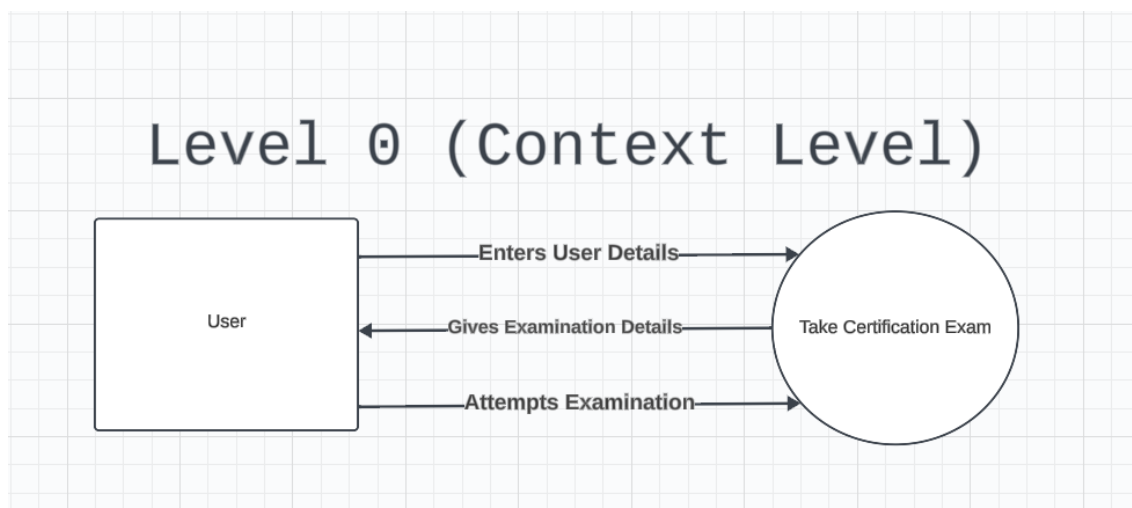 Level 0 (Context Level)
Enters User Details
User
Gives Examination Details
Take Certification Exam
Attempts Examination